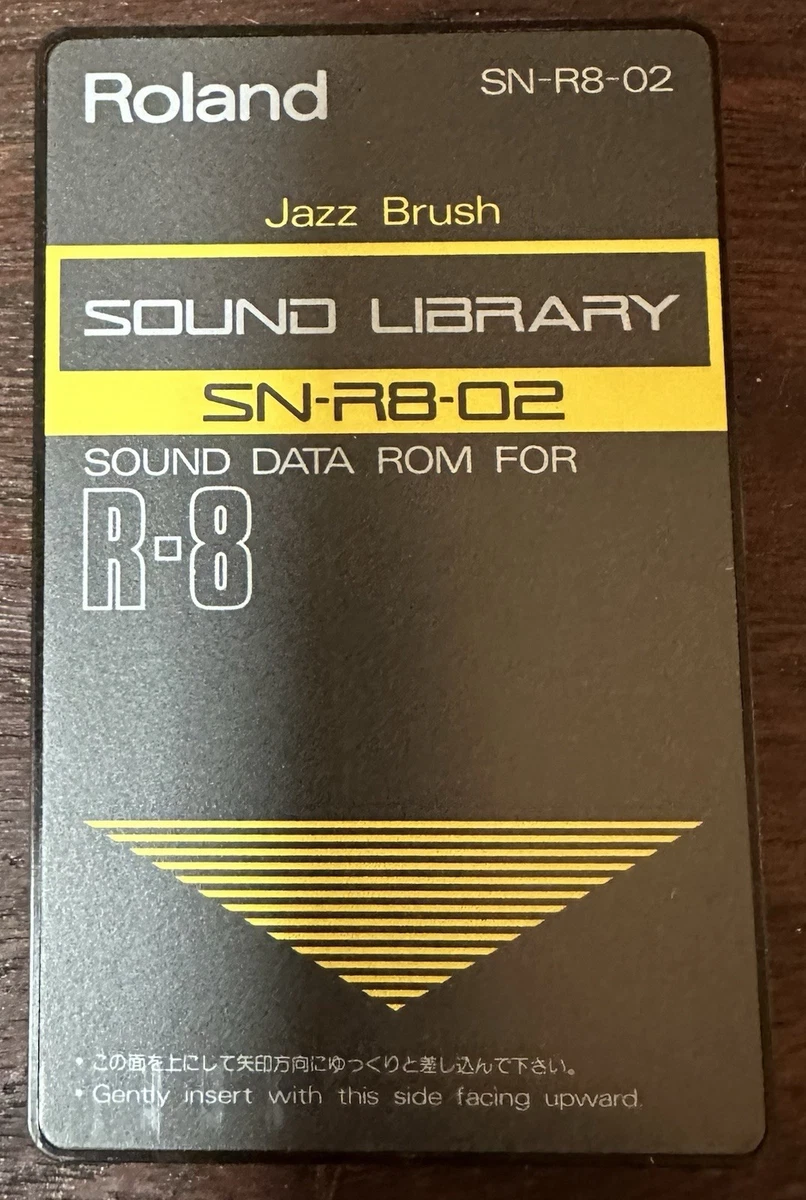 Roland
SN-R8-02
Jazz Brush
SOUND LIBRARY
SN-R8-02
SOUND DATA ROM FOR
R-8
• この面を上にして矢印方向にゆっくりと差し込んで下さい。
• Gently insert with this side facing upward.